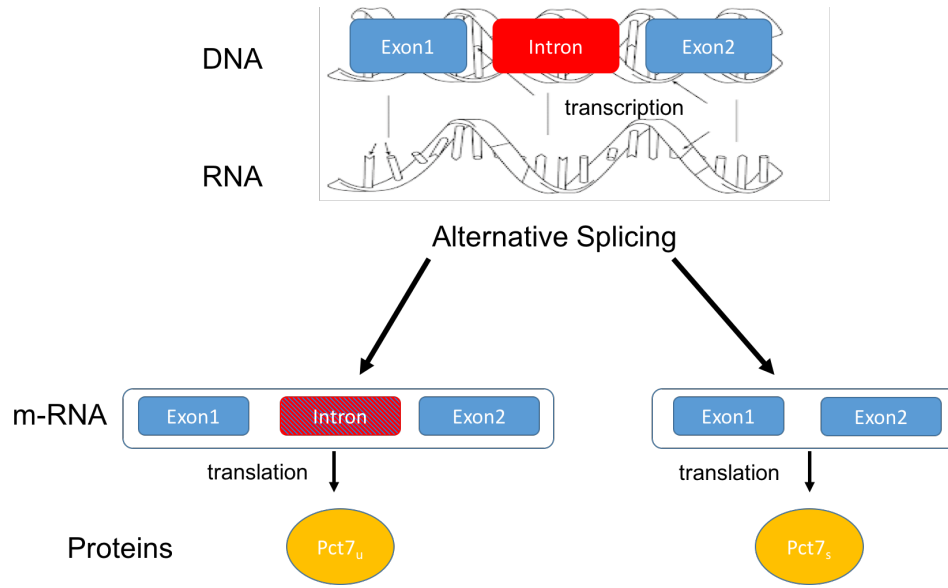 DNA
Exon1
Intron
Exon2
transcription
RNA
Alternative Splicing
m-RNA
Exon1
Intron
Exon2
Exon1
Exon2
translation
translation
Proteins
Pct7u
Pct7s